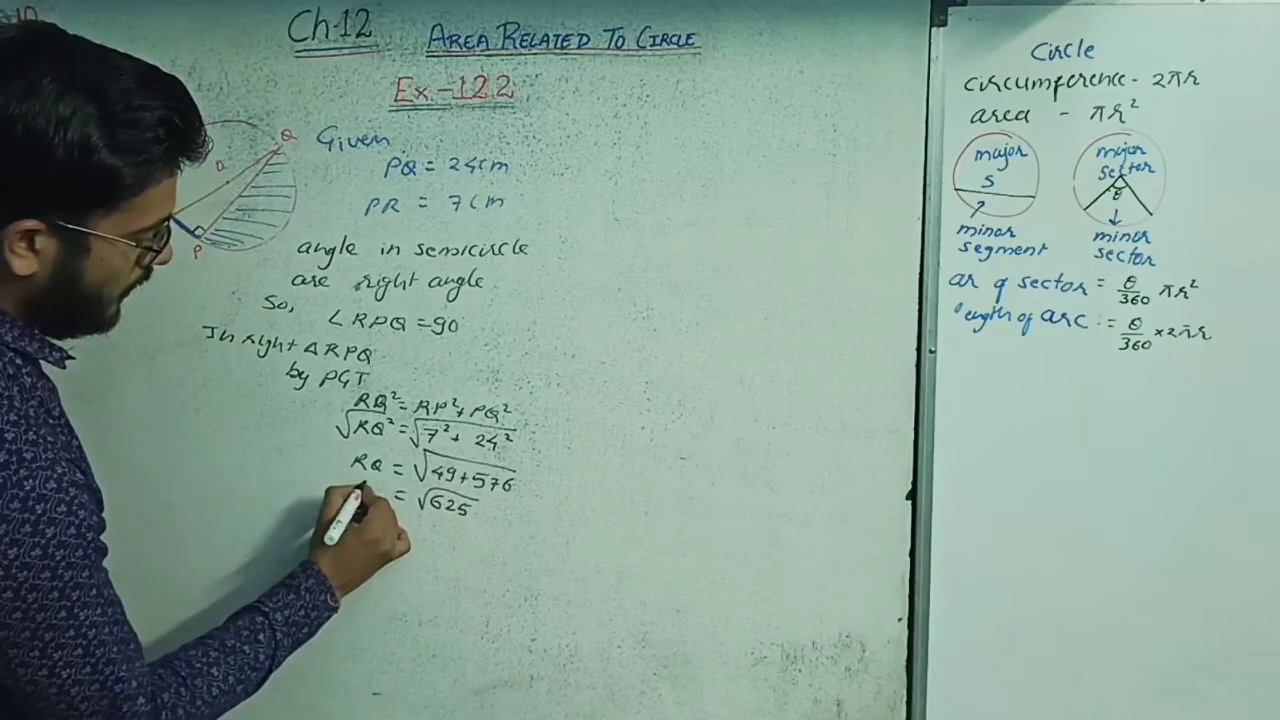 Ch-12
AREA RELATED TO CIRCLE
Ex.-12.2
Q
O
P
Given
PQ = 24cm
PR = 7cm
angle in semicircle
are right angle
So,
∠RPQ = 90
In right △RPQ
by PGT
RQ² = RP² + PQ²
√RQ² = √7² + 24²
RQ = √49+576
= √625
Circle
circumference - 2πr
area - πr²
major
S
minor
segment
major
sector
θ
minor
sector
ar of sector = θ/360 πr²
length of arc = θ/360 × 2πr